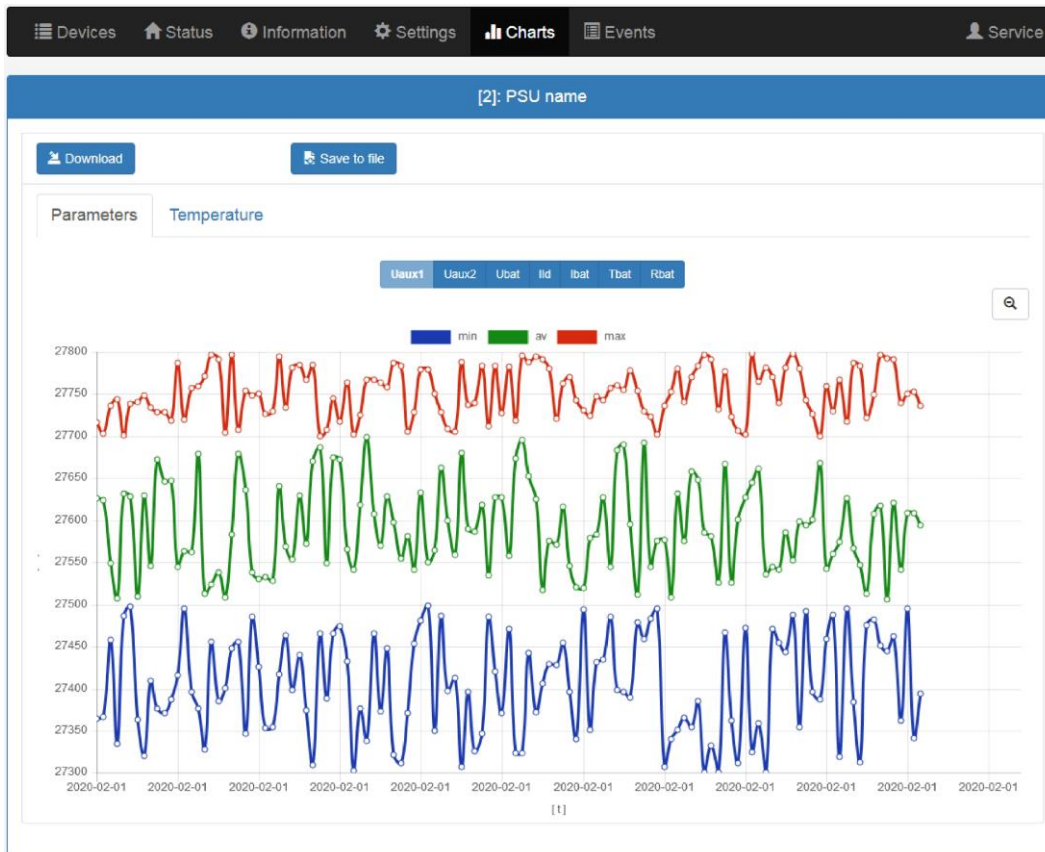 Devices Status Information Settings Charts Events Service
[2]: PSU name
Download Save to file
Parameters Temperature
Uaux1 Uaux2 Ubat Ild Ibat Tbat Rbat
min av max
27800
27750
27700
27650
27600
27550
27500
27450
27400
27350
27300
2020-02-01 2020-02-01 2020-02-01 2020-02-01 2020-02-01 2020-02-01 2020-02-01 2020-02-01 2020-02-01 2020-02-01 2020-02-01 2020-02-01
[ t ]